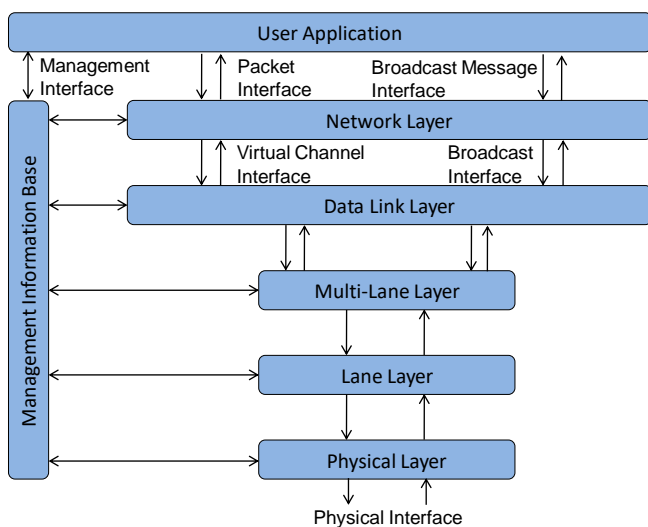 User Application
Management
Interface
Packet
Interface
Broadcast Message
Interface
Network Layer
Virtual Channel
Interface
Broadcast
Interface
Data Link Layer
Management Information Base
Multi-Lane Layer
Lane Layer
Physical Layer
Physical Interface